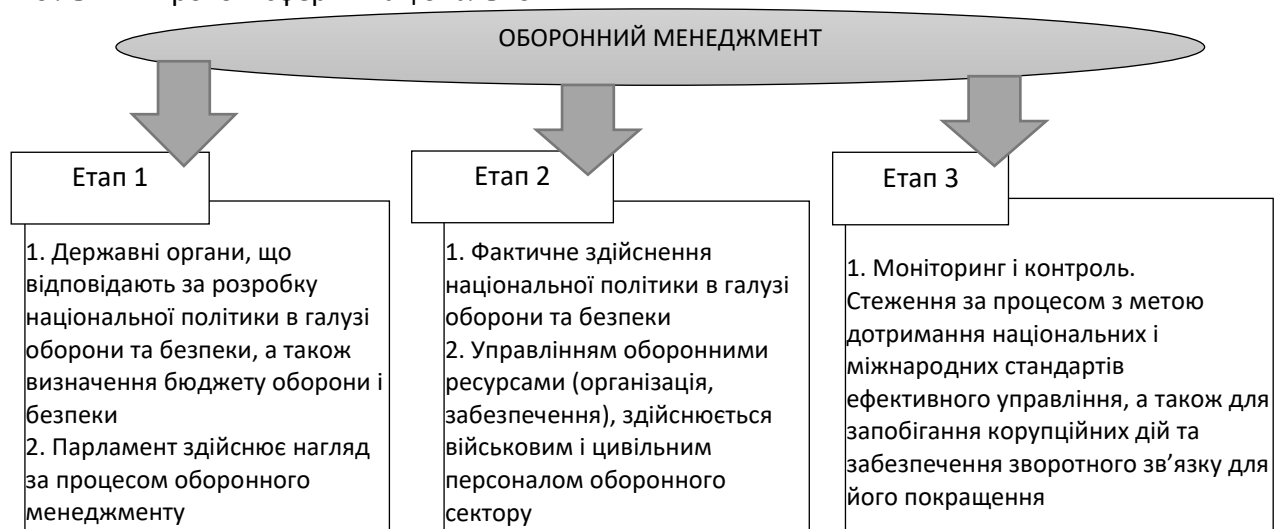 ОБОРОННИЙ МЕНЕДЖМЕНТ
Етап 1
1. Державні органи, що
відповідають за розробку
національної політики в галузі
оборони та безпеки, а також
визначення бюджету оборони і
безпеки
2. Парламент здійснює нагляд
за процесом оборонного
менеджменту
Етап 2
1. Фактичне здійснення
національної політики в галузі
оборони та безпеки
2. Управлінням оборонними
ресурсами (організація,
забезпечення), здійснюється
військовим і цивільним
персоналом оборонного
сектору
Етап 3
1. Моніторинг і контроль.
Стеження за процесом з метою
дотримання національних і
міжнародних стандартів
ефективного управління, а також для
запобігання корупційних дій та
забезпечення зворотного зв’язку для
його покращення